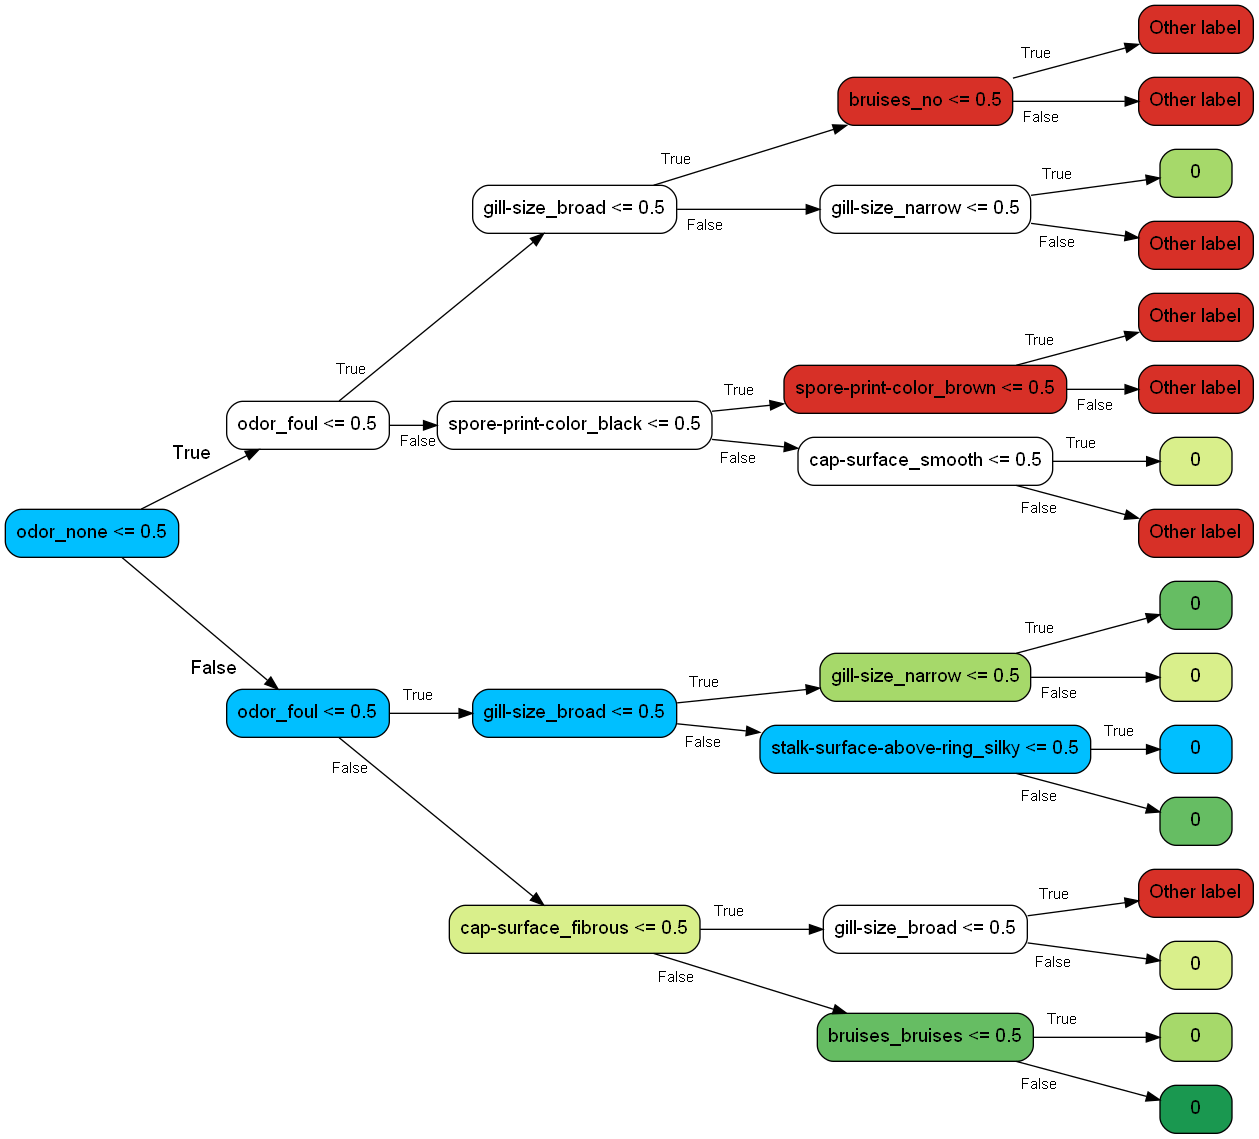 Other label
True
bruises_no <= 0.5
Other label
False
True
True
0
gill-size_broad <= 0.5
gill-size_narrow <= 0.5
False
False
Other label
Other label
True
True
spore-print-color_brown <= 0.5
Other label
True
False
odor_foul <= 0.5
spore-print-color_black <= 0.5
False
True
True
False
cap-surface_smooth <= 0.5
0
False
Other label
odor_none <= 0.5
0
True
False
True
gill-size_narrow <= 0.5
0
True
False
odor_foul <= 0.5
gill-size_broad <= 0.5
True
False
stalk-surface-above-ring_silky <= 0.5
0
False
False
0
True
Other label
True
cap-surface_fibrous <= 0.5
gill-size_broad <= 0.5
False
0
False
True
bruises_bruises <= 0.5
0
False
0